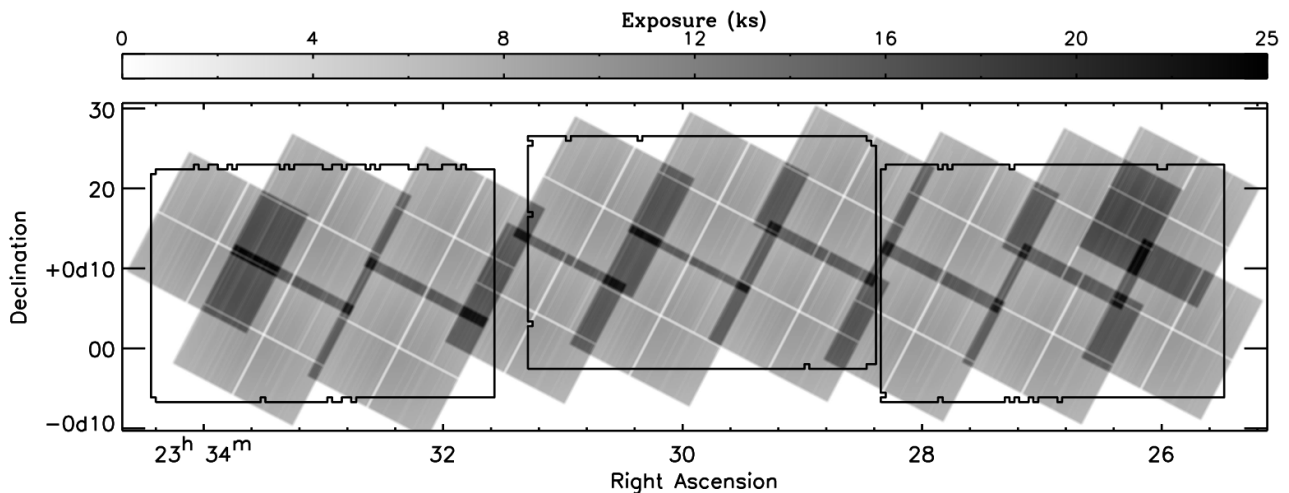 Exposure (ks)
0 4 8 12 16 20 25
30
20
+0d10
00
-0d10
Declination
23h 34m 32 30 28 26
Right Ascension